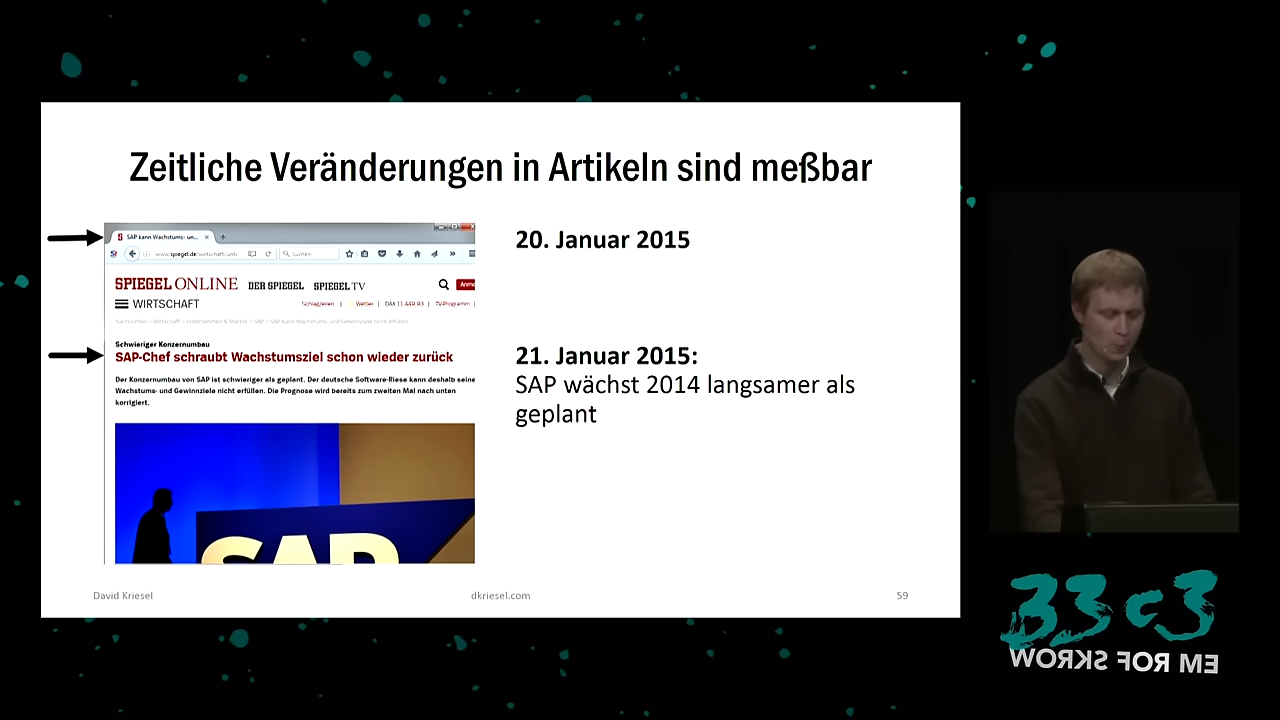 Zeitliche Veränderungen in Artikeln sind meßbar
SAP kann Wachstums- un...
www.spiegel.de/wirtschaft/unte
Suchen
SPIEGEL ONLINE DER SPIEGEL SPIEGEL TV
WIRTSCHAFT
Schlagzeilen | Wetter | DAX 11.449,93 | TV-Programm
Schwieriger Konzernumbau
SAP-Chef schraubt Wachstumsziel schon wieder zurück
Der Konzernumbau von SAP ist schwieriger als geplant. Der deutsche Software-Riese kann deshalb seine
Wachstums- und Gewinnziele nicht erfüllen. Die Prognose wird bereits zum zweiten Mal nach unten
korrigiert.
SAP
20. Januar 2015
21. Januar 2015:
SAP wächst 2014 langsamer als
geplant
David Kriesel
dkriesel.com
59
33c3
WORKS FOR ME